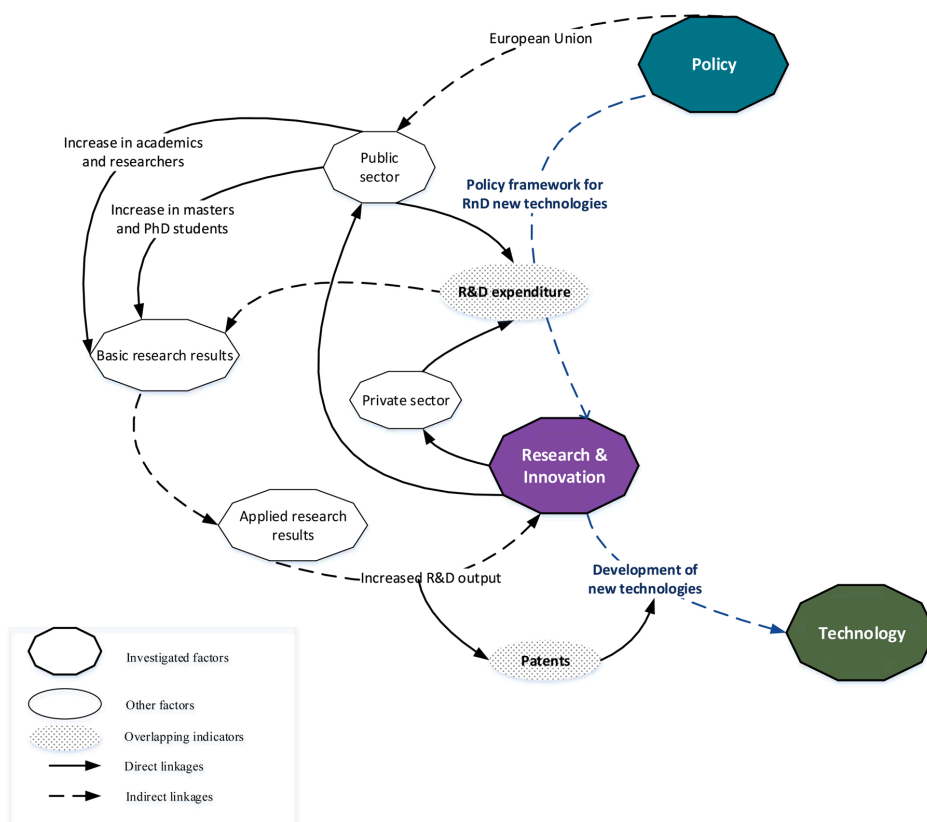 European Union
Policy
Increase in academics
and researchers
Public
sector
Policy framework for
RnD new technologies
Increase in masters
and PhD students
R&D expenditure
Basic research results
Private sector
Research &
Innovation
Applied research
results
Increased R&D output
Development of
new technologies
Technology
Patents
Investigated factors
Other factors
Overlapping indicators
Direct linkages
Indirect linkages